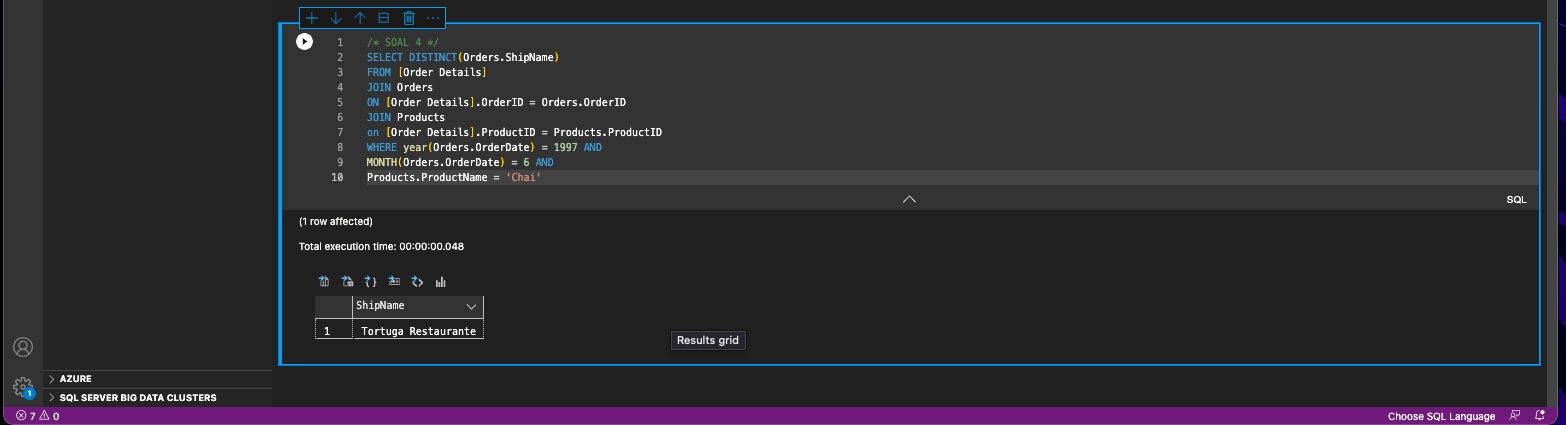 1 /* SOAL 4 */
2 SELECT DISTINCT(Orders.ShipName)
3 FROM [Order Details]
4 JOIN Orders
5 ON [Order Details].OrderID = Orders.OrderID
6 JOIN Products
7 on [Order Details].ProductID = Products.ProductID
8 WHERE year(Orders.OrderDate) = 1997 AND
9 MONTH(Orders.OrderDate) = 6 AND
10 Products.ProductName = 'Chai'
SQL
(1 row affected)
Total execution time: 00:00:00.048
ShipName
1 Tortuga Restaurante
Results grid
AZURE
1
SQL SERVER BIG DATA CLUSTERS
7 0 Choose SQL Language